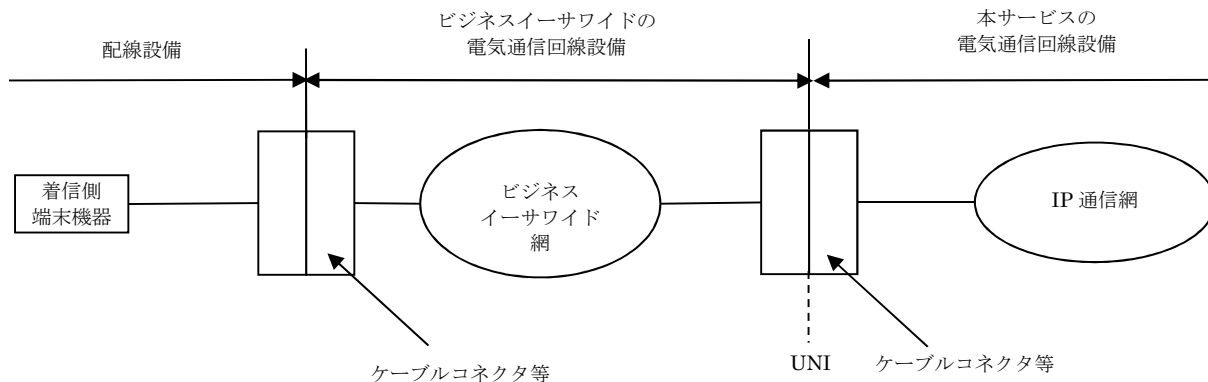 配線設備
ビジネスイーサワイドの
電気通信回線設備
本サービスの
電気通信回線設備
着信側
端末機器
ビジネス
イーサワイド
網
IP 通信網
ケーブルコネクタ等
UNI
ケーブルコネクタ等